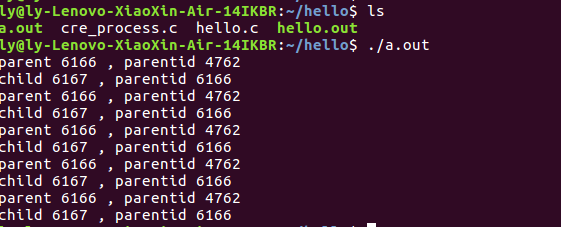 ly@ly-Lenovo-XiaoXin-Air-14IKBR:~/hello$ ls
a.out  cre_process.c  hello.c  hello.out
ly@ly-Lenovo-XiaoXin-Air-14IKBR:~/hello$ ./a.out
parent 6166 , parentid 4762
child 6167 , parentid 6166
parent 6166 , parentid 4762
child 6167 , parentid 6166
parent 6166 , parentid 4762
child 6167 , parentid 6166
parent 6166 , parentid 4762
child 6167 , parentid 6166
parent 6166 , parentid 4762
child 6167 , parentid 6166